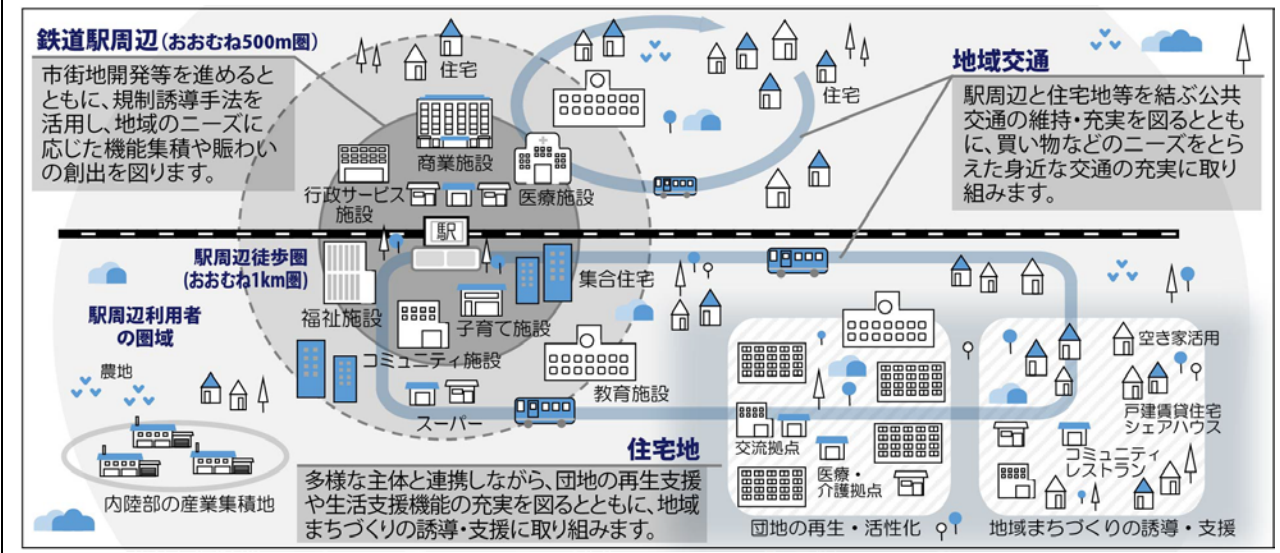 鉄道駅周辺(おおむね500m圏)
市街地開発等を進めると
ともに、規制誘導手法を
活用し、地域のニーズに
応じた機能集積や賑わい
の創出を図ります。
住宅
商業施設
行政サービス
施設
医療施設
住宅
地域交通
駅周辺と住宅地等を結ぶ公共
交通の維持・充実を図るととも
に、買い物などのニーズをとら
えた身近な交通の充実に取り
組みます。
駅
駅周辺徒歩圏
(おおむね1km圏)
集合住宅
福祉施設
子育て施設
コミュニティ施設
駅周辺利用者
の圏域
農地
教育施設
スーパー
内陸部の産業集積地
住宅地
多様な主体と連携しながら、団地の再生支援
や生活支援機能の充実を図るとともに、地域
まちづくりの誘導・支援に取り組みます。
交流拠点
医療・
介護拠点
団地の再生・活性化
空き家活用
戸建賃貸住宅
シェアハウス
コミュニティ
レストラン
地域まちづくりの誘導・支援